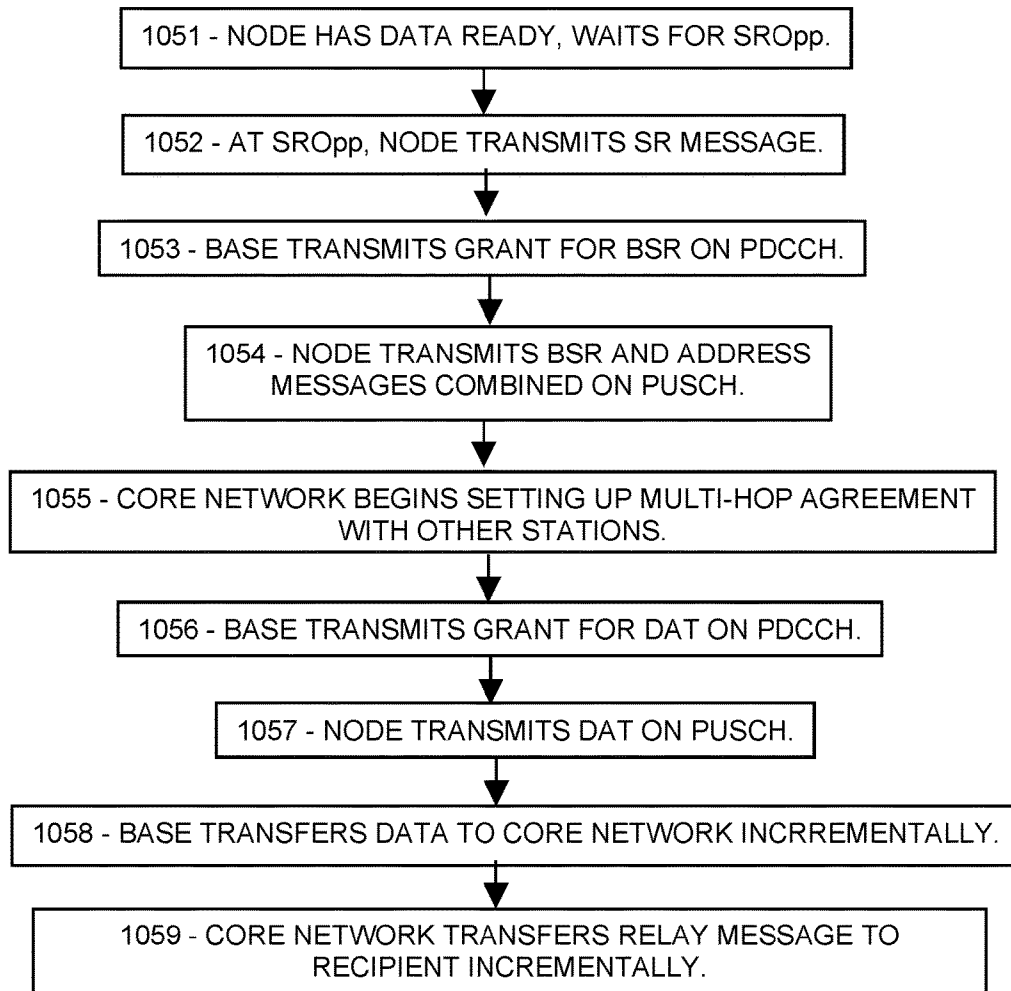 1051 - NODE HAS DATA READY, WAITS FOR SROpp.
1052 - AT SROpp, NODE TRANSMITS SR MESSAGE.
1053 - BASE TRANSMITS GRANT FOR BSR ON PDCCH.
1054 - NODE TRANSMITS BSR AND ADDRESS
MESSAGES COMBINED ON PUSCH.
1055 - CORE NETWORK BEGINS SETTING UP MULTI-HOP AGREEMENT
WITH OTHER STATIONS.
1056 - BASE TRANSMITS GRANT FOR DAT ON PDCCH.
1057 - NODE TRANSMITS DAT ON PUSCH.
1058 - BASE TRANSFERS DATA TO CORE NETWORK INCRREMENTALLY.
1059 - CORE NETWORK TRANSFERS RELAY MESSAGE TO
RECIPIENT INCREMENTALLY.